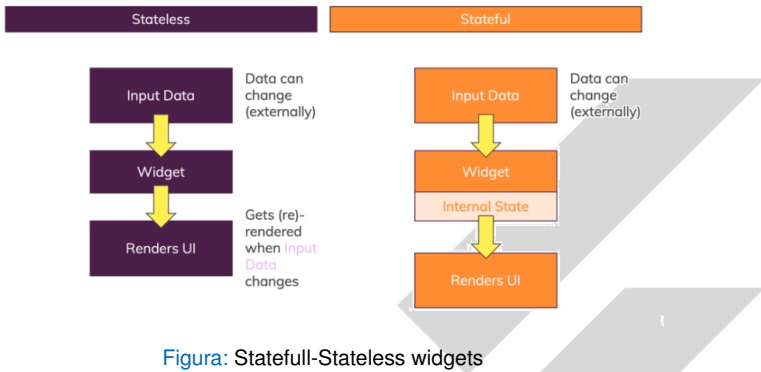 Stateless
Input Data
Data can
change
(externally)
Widget
Renders UI
Gets (re)-
rendered
when Input
Data
changes
Stateful
Input Data
Data can
change
(externally)
Widget
Internal State
Renders UI
Figura: Statefull-Stateless widgets